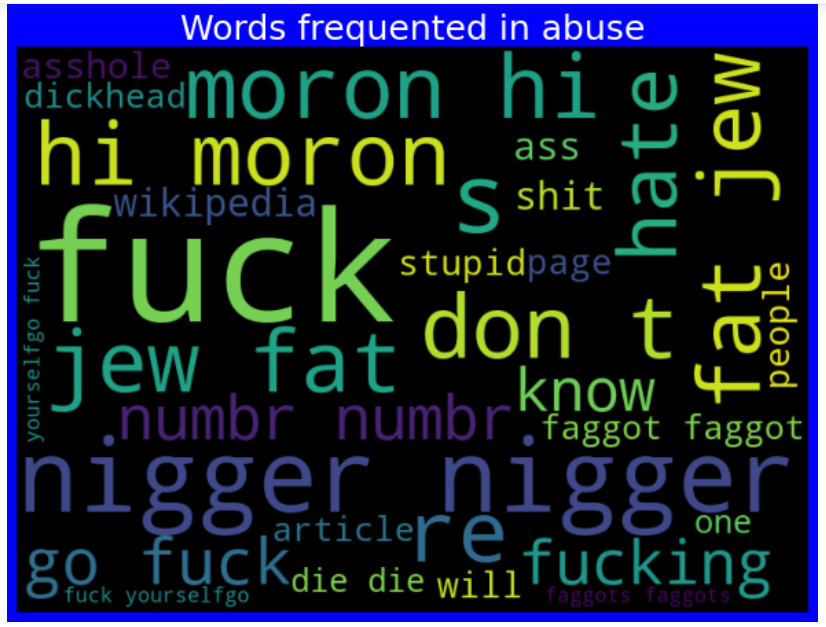 Words frequented in abuse
asshole
dickhead
moron hi
hate
fat jew
hi moron
ass
wikipedia
s
shit
fuck
stupid
page
yourselfgo fuck
don t
people
jew fat
know
numbr numbr
faggot faggot
nigger nigger
article
re
one
go fuck
die die
will
fucking
fuck yourselfgo
faggots faggots